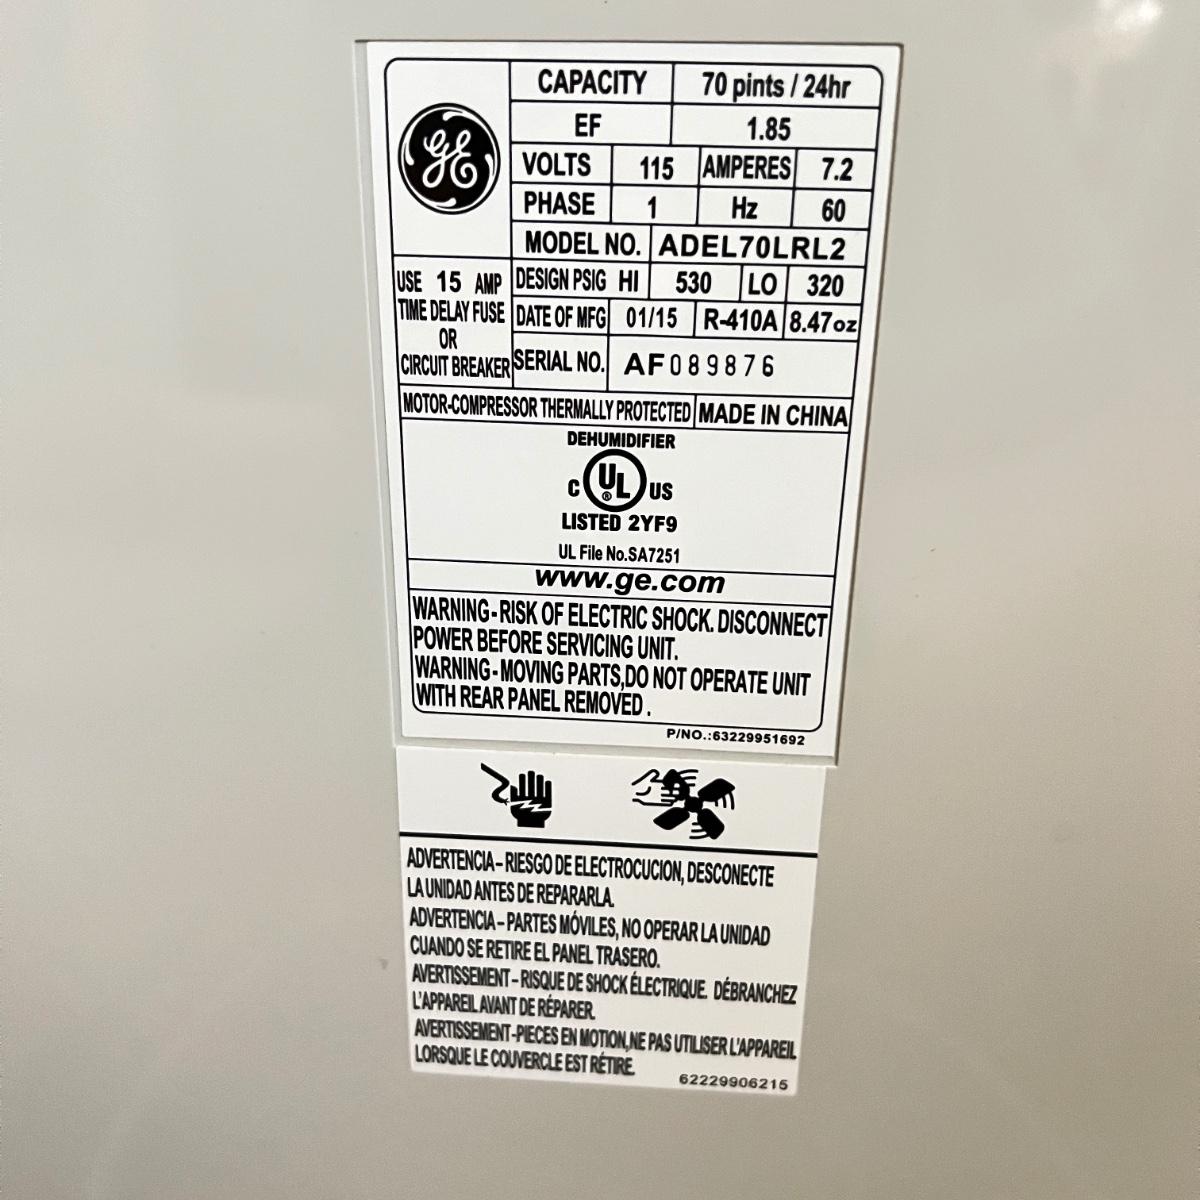 GE
CAPACITY 70 pints / 24hr
EF 1.85
VOLTS 115 AMPERES 7.2
PHASE 1 Hz 60
MODEL NO. ADEL70LRL2
USE 15 AMP
TIME DELAY FUSE
OR
CIRCUIT BREAKER
DESIGN PSIG HI 530 LO 320
DATE OF MFG 01/15 R-410A 8.47oz
SERIAL NO. AF089876
MOTOR-COMPRESSOR THERMALLY PROTECTED MADE IN CHINA
DEHUMIDIFIER
C UL® US
LISTED 2YF9
UL File No.SA7251
www.ge.com
WARNING-RISK OF ELECTRIC SHOCK. DISCONNECT
POWER BEFORE SERVICING UNIT.
WARNING-MOVING PARTS,DO NOT OPERATE UNIT
WITH REAR PANEL REMOVED.
P/NO.:63229951692
ADVERTENCIA-RIESGO DE ELECTROCUCION, DESCONECTE
LA UNIDAD ANTES DE REPARARLA.
ADVERTENCIA-PARTES MÓVILES, NO OPERAR LA UNIDAD
CUANDO SE RETIRE EL PANEL TRASERO.
AVERTISSEMENT-RISQUE DE SHOCK ÉLECTRIQUE. DÉBRANCHEZ
L'APPAREIL AVANT DE RÉPARER.
AVERTISSEMENT-PIECES EN MOTION,NE PAS UTILISER L'APPAREIL
LORSQUE LE COUVERCLE EST RÉTIRE.
62229906215